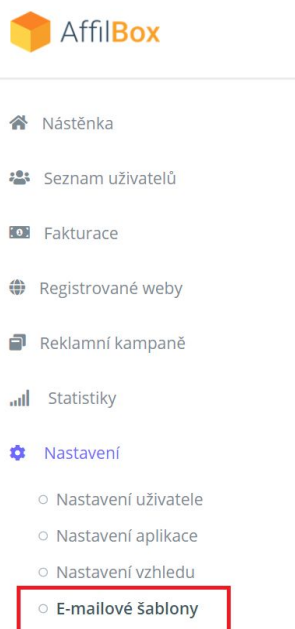 AffilBox
Nástěnka
Seznam uživatelů
Fakturace
Registrované weby
Reklamní kampaně
Statistiky
Nastavení
Nastavení uživatele
Nastavení aplikace
Nastavení vzhledu
E-mailové šablony